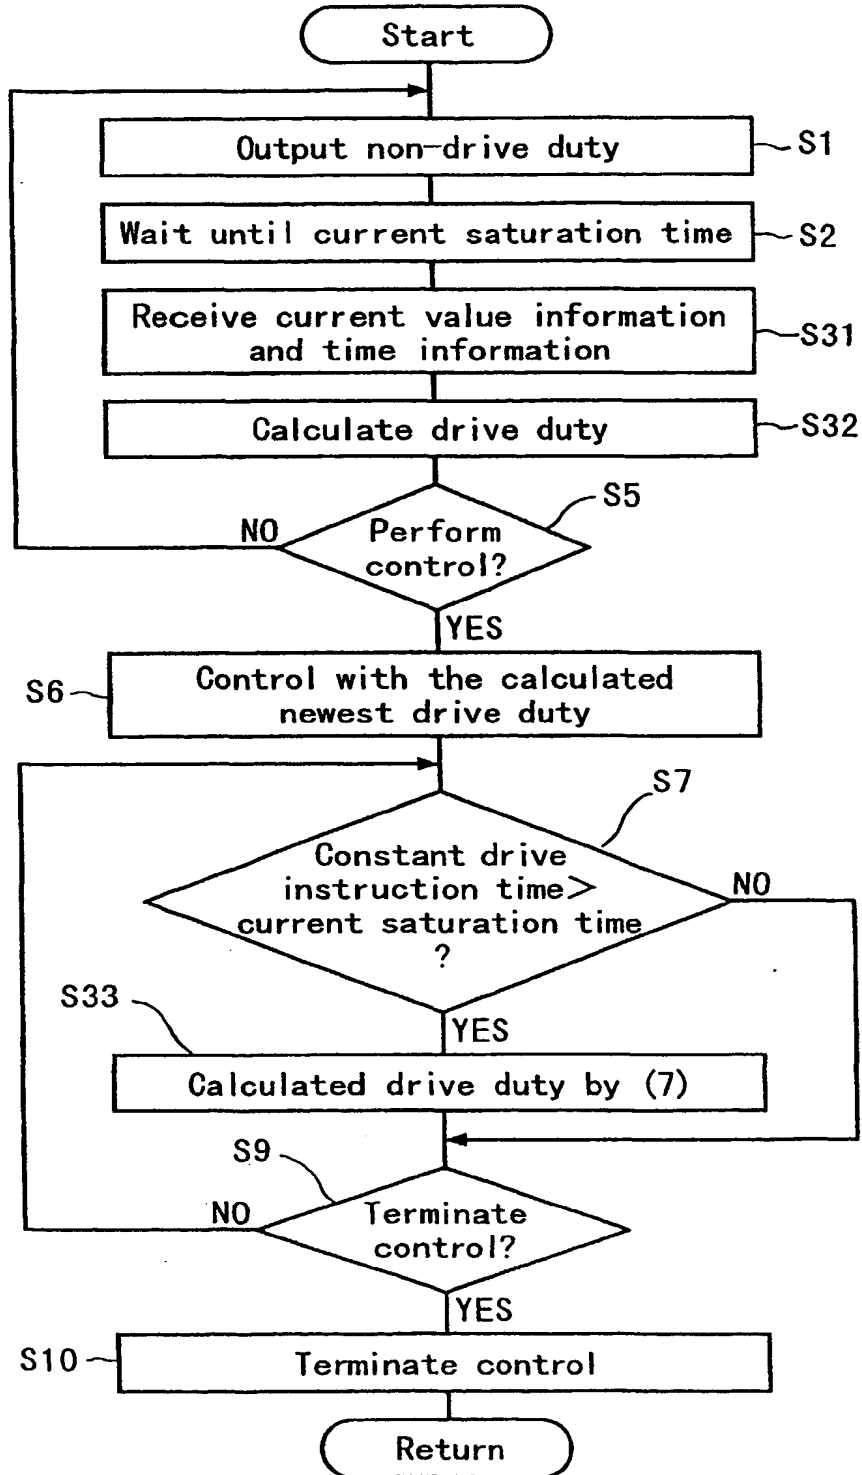 Start
Output non-drive duty
S1
Wait until current saturation time
S2
Receive current value information
and time information
S31
Calculate drive duty
S32
S5
NO
Perform
control?
YES
S6
Control with the calculated
newest drive duty
S7
Constant drive
instruction time>
current saturation time
?
NO
S33
YES
Calculated drive duty by (7)
S9
NO
Terminate
control?
YES
S10
Terminate control
Return